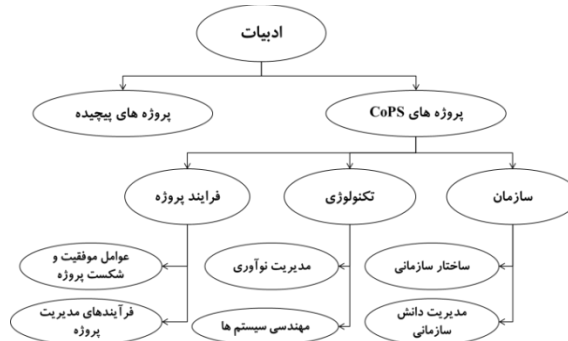 ادبیات
پروژه های CoPS
پروژه های پیچیده
سازمان
تکنولوژی
فرایند پروژه
ساختار سازمانی
مدیریت نوآوری
عوامل موفقیت و
شکست پروژه
مدیریت دانش
سازمانی
مهندسی سیستم ها
فرآیندهای مدیریت
پروژه